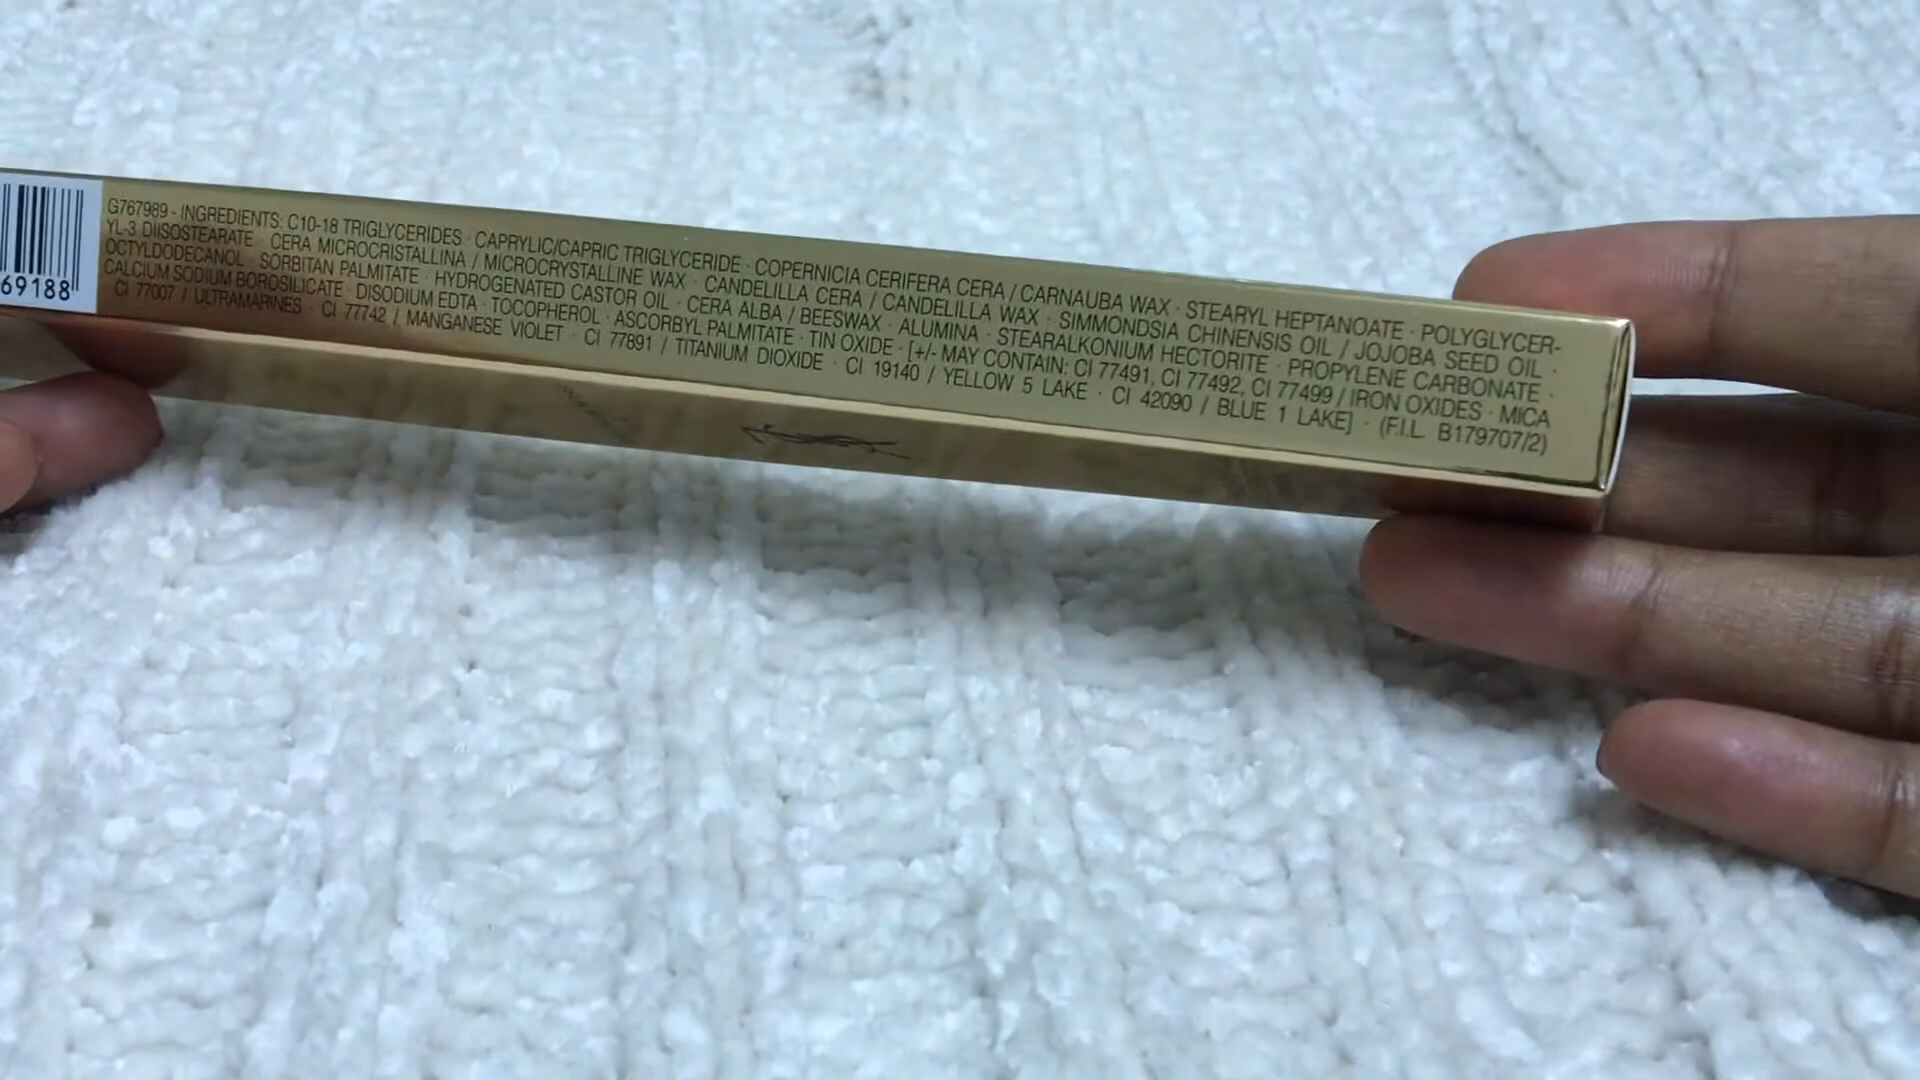 69188
G767989 - INGREDIENTS: C10-18 TRIGLYCERIDES · CAPRYLIC/CAPRIC TRIGLYCERIDE · COPERNICIA CERIFERA CERA / CARNAUBA WAX · STEARYL HEPTANOATE · POLYGLYCER-
YL-3 DIISOSTEARATE · CERA MICROCRISTALLINA / MICROCRYSTALLINE WAX · CANDELILLA CERA / CANDELILLA WAX · SIMMONDSIA CHINENSIS OIL / JOJOBA SEED OIL ·
OCTYLDODECANOL · SORBITAN PALMITATE · HYDROGENATED CASTOR OIL · CERA ALBA / BEESWAX · ALUMINA · STEARALKONIUM HECTORITE · PROPYLENE CARBONATE ·
CALCIUM SODIUM BOROSILICATE · DISODIUM EDTA · TOCOPHEROL · ASCORBYL PALMITATE · TIN OXIDE · [+/- MAY CONTAIN: CI 77491, CI 77492, CI 77499 / IRON OXIDES · MICA
CI 77007 / ULTRAMARINES · CI 77742 / MANGANESE VIOLET · CI 77891 / TITANIUM DIOXIDE · CI 19140 / YELLOW 5 LAKE · CI 42090 / BLUE 1 LAKE] · (F.I.L. B179707/2)